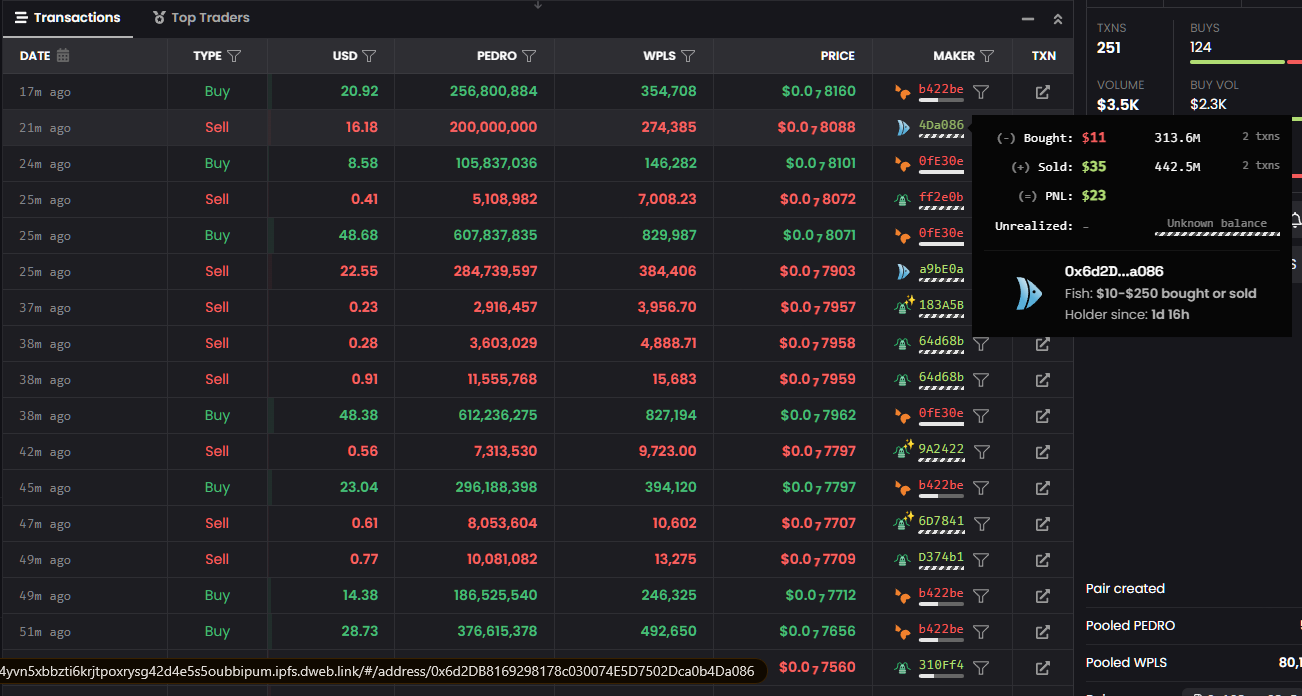 Transactions Top Traders
TXNS BUYS
251 124
DATE TYPE USD PEDRO WPLS PRICE MAKER TXN
VOLUME BUY VOL
$3.5K $2.3K
17m ago Buy 20.92 256,800,884 354,708 $0.0₇8160 b422be
21m ago Sell 16.18 200,000,000 274,385 $0.0₇8088 4Da086
(-) Bought: $11 313.6M 2 txns
24m ago Buy 8.58 105,837,036 146,282 $0.0₇8101 0fE30e
(+) Sold: $35 442.5M 2 txns
25m ago Sell 0.41 5,108,982 7,008.23 $0.0₇8072 ff2e0b
(=) PNL: $23
25m ago Buy 48.68 607,837,835 829,987 $0.0₇8071 0fE30e
Unrealized: - Unknown balance
25m ago Sell 22.55 284,739,597 384,406 $0.0₇7903 a9bE0a
0x6d2D...a086
Fish: $10-$250 bought or sold
37m ago Sell 0.23 2,916,457 3,956.70 $0.0₇7957 183A5B
Holder since: 1d 16h
38m ago Sell 0.28 3,603,029 4,888.71 $0.0₇7958 64d68b
38m ago Sell 0.91 11,555,768 15,683 $0.0₇7959 64d68b
38m ago Buy 48.38 612,236,275 827,194 $0.0₇7962 0fE30e
42m ago Sell 0.56 7,313,530 9,723.00 $0.0₇7797 9A2422
45m ago Buy 23.04 296,188,398 394,120 $0.0₇7797 b422be
47m ago Sell 0.61 8,053,604 10,602 $0.0₇7707 6D7841
49m ago Sell 0.77 10,081,082 13,275 $0.0₇7709 D374b1
49m ago Buy 14.38 186,525,540 246,325 $0.0₇7712 b422be
51m ago Buy 28.73 376,615,378 492,650 $0.0₇7656 b422be
4yvn5xbbzti6krjtpoxrysg42d4e5s5oubbipum.ipfs.dweb.link/#/address/0x6d2DB8169298178c030074E5D7502Dca0b4Da086
$0.0₇7560 310Ff4
Pair created
Pooled PEDRO
Pooled WPLS 80,1